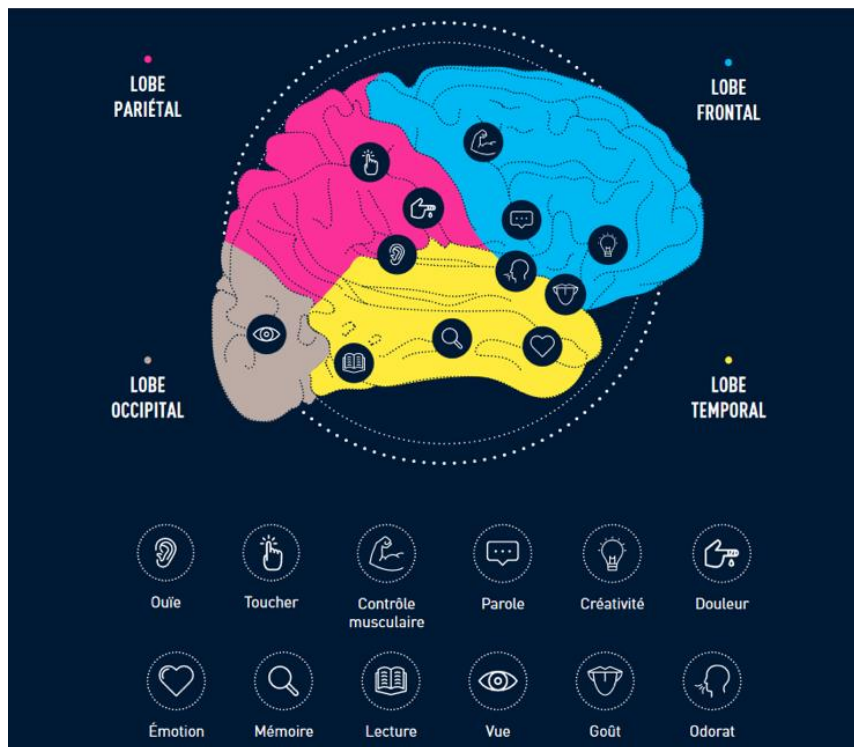 LOBE
PARIÉTAL
LOBE
FRONTAL
LOBE
OCCIPITAL
LOBE
TEMPORAL
Ouïe
Toucher
Contrôle
musculaire
Parole
Créativité
Douleur
Émotion
Mémoire
Lecture
Vue
Goût
Odorat